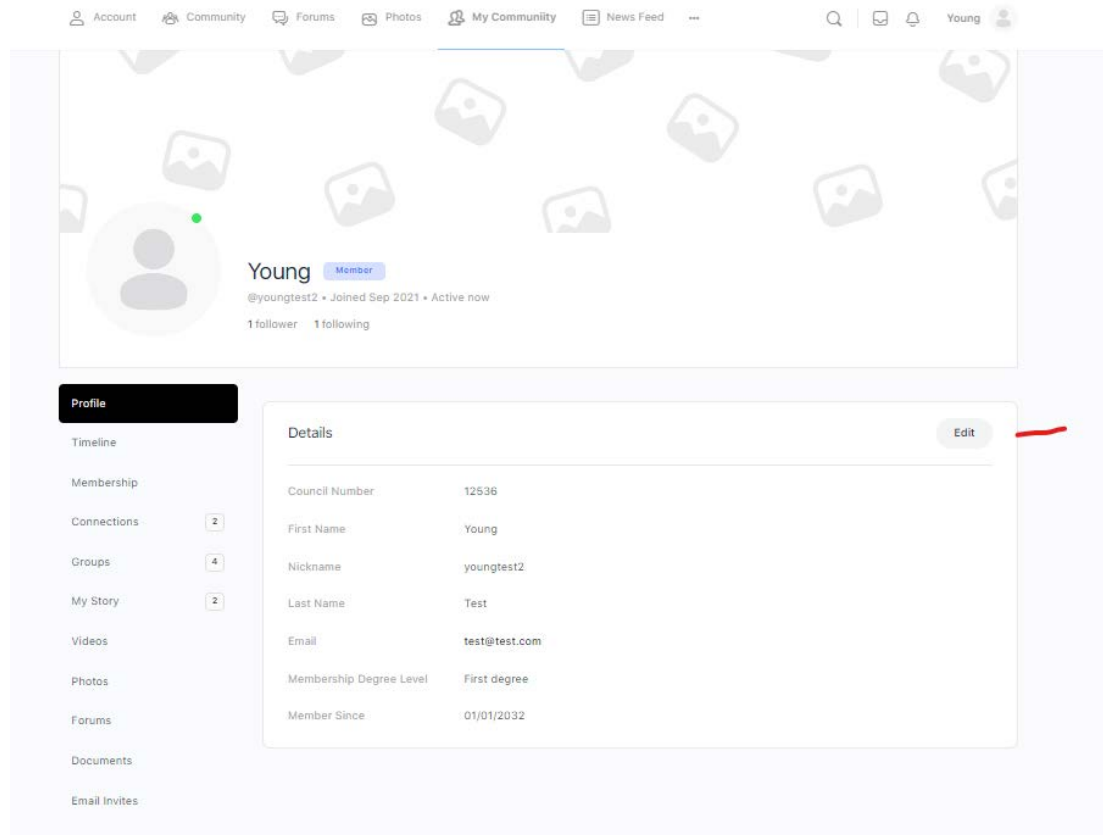 Account Community Forums Photos My Communiity News Feed ... Young
Young Member
@youngtest2 • Joined Sep 2021 • Active now
1 follower 1 following
Profile
Timeline
Membership
Connections 2
Groups 4
My Story 2
Videos
Photos
Forums
Documents
Email Invites
Details Edit
Council Number 12536
First Name Young
Nickname youngtest2
Last Name Test
Email test@test.com
Membership Degree Level First degree
Member Since 01/01/2032